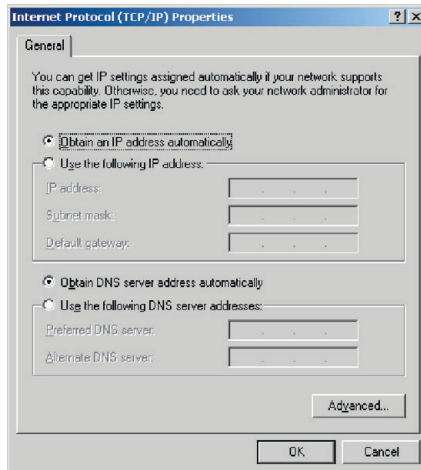 Internet Protocol (TCP/IP) Properties
General
You can get IP settings assigned automatically if your network supports
this capability. Otherwise, you need to ask your network administrator for
the appropriate IP settings.
Obtain an IP address automatically
Use the following IP address:
IP address:
Subnet mask:
Default gateway:
Obtain DNS server address automatically
Use the following DNS server addresses:
Preferred DNS server:
Alternate DNS server:
Advanced...
OK Cancel